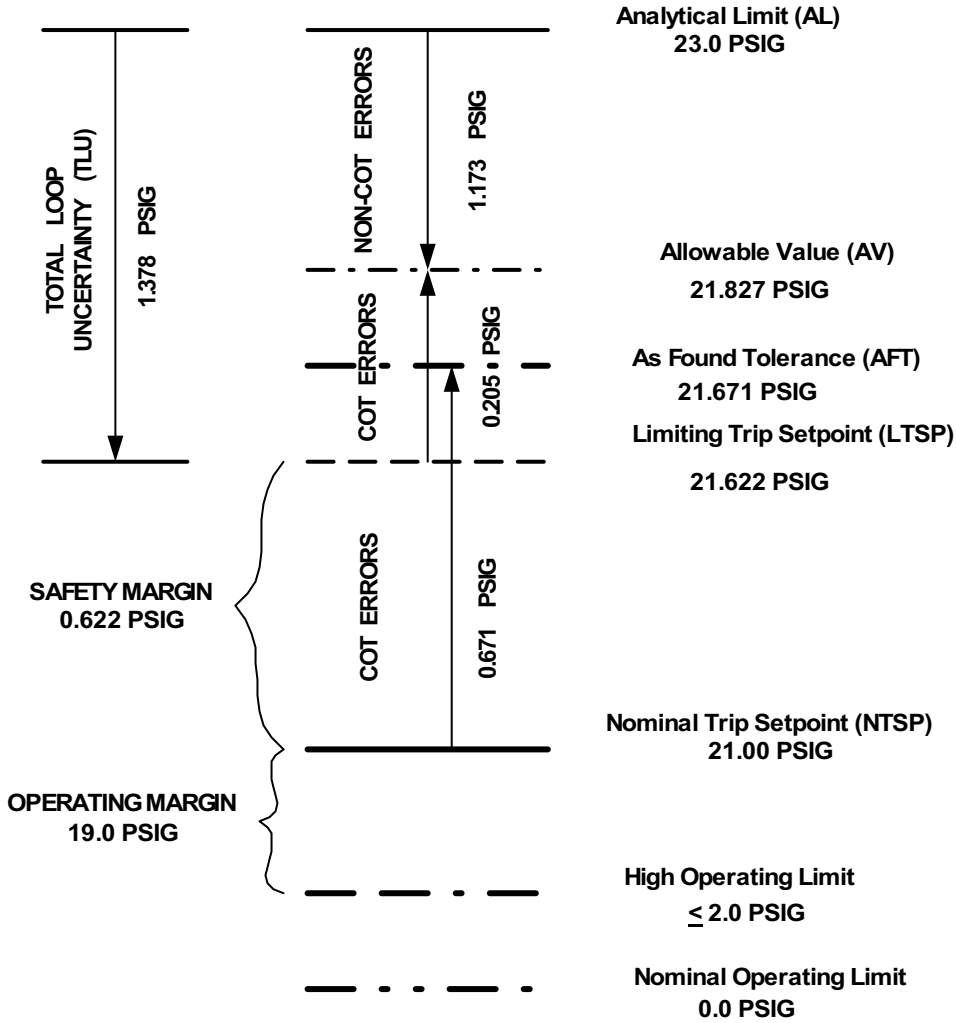 Analytical Limit (AL)
23.0 PSIG
TOTAL LOOP
UNCERTAINTY (TLU)
1.378 PSIG
NON-COT ERRORS
1.173 PSIG
Allowable Value (AV)
21.827 PSIG
COT ERRORS
0.205 PSIG
As Found Tolerance (AFT)
21.671 PSIG
Limiting Trip Setpoint (LTSP)
21.622 PSIG
SAFETY MARGIN
0.622 PSIG
COT ERRORS
0.671 PSIG
Nominal Trip Setpoint (NTSP)
21.00 PSIG
OPERATING MARGIN
19.0 PSIG
High Operating Limit
≤ 2.0 PSIG
Nominal Operating Limit
0.0 PSIG